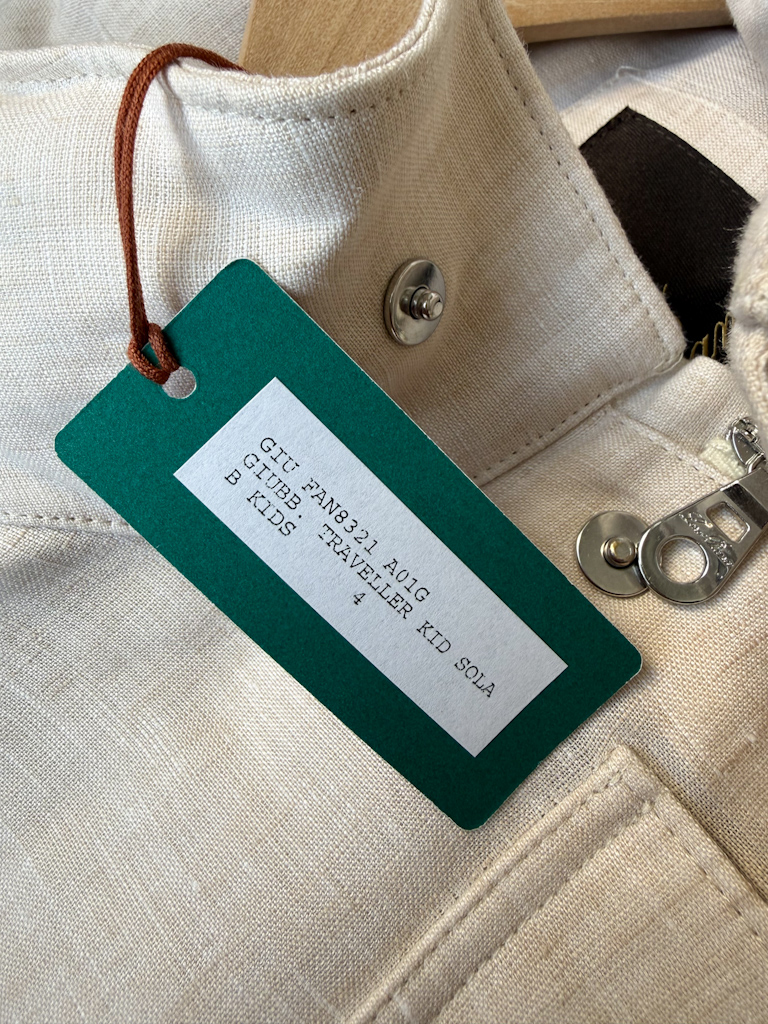 GIU FAN8321 A01G
GIUBB. TRAVELLER KID SOLA
B KIDS 4